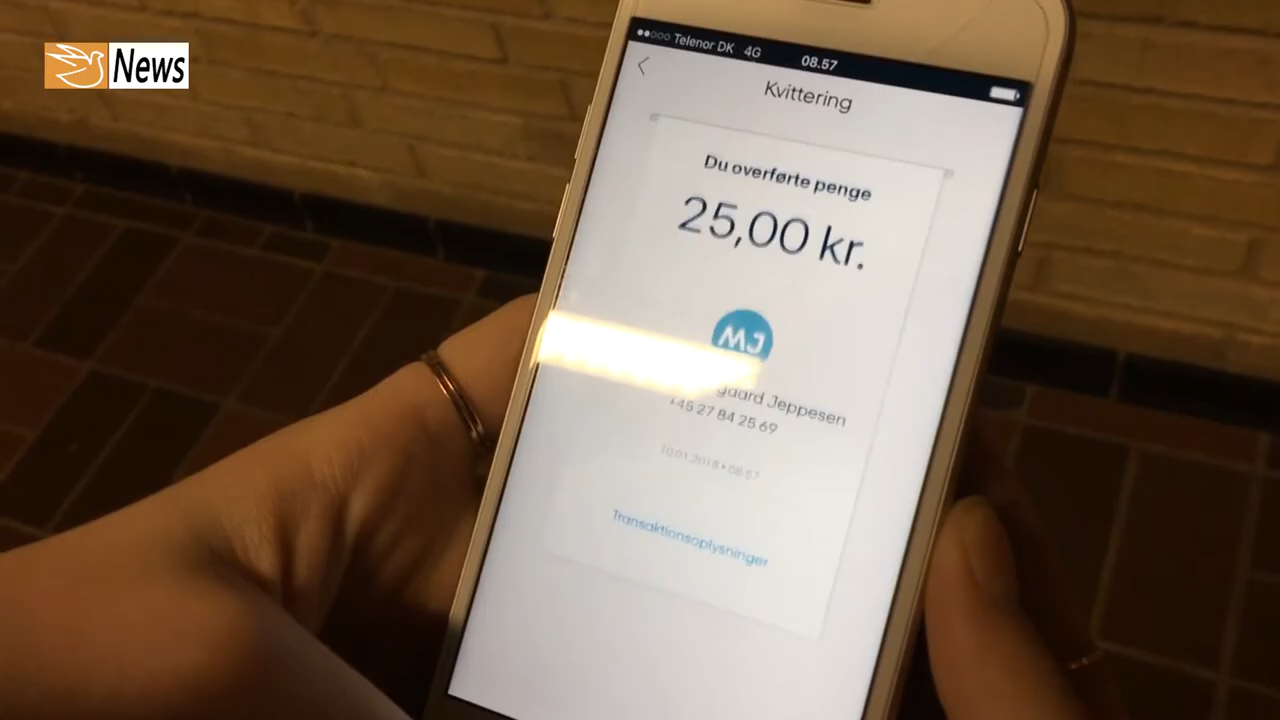 News
Telenor DK 4G 08.57
Kvittering
Du overførte penge
25,00 kr.
MJ
gaard Jeppesen
+45 27 84 25 69
10.01.2018 • 08:57
Transaktionsoplysninger